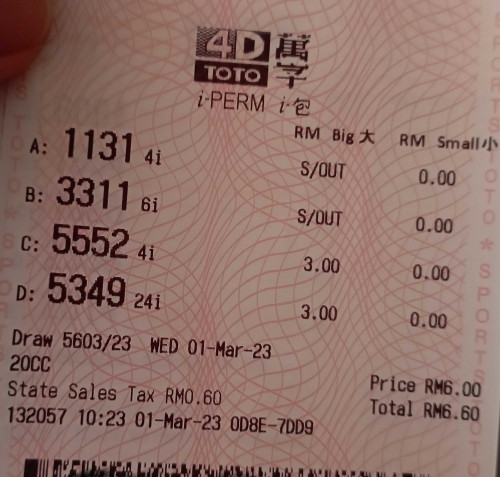 4D 萬字
TOTO
i-PERM i-包
RM Big 大 RM Small 小
A: 1131 4i S/OUT 0.00
B: 3311 6i S/OUT 0.00
C: 5552 4i 3.00 0.00
D: 5349 24i 3.00 0.00
Draw 5603/23 WED 01-Mar-23
20CC
Price RM6.00
State Sales Tax RM0.60
Total RM6.60
132057 10:23 01-Mar-23 0D8E-7DD9
SPORTS TOTO * SPORTS